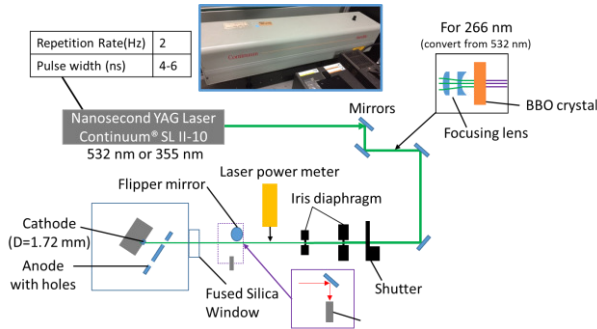 For 266 nm
(convert from 532 nm)
Repetition Rate(Hz) 2
Pulse width (ns) 4-6
BBO crystal
Focusing lens
Mirrors
Nanosecond YAG Laser
Continuum® SL II-10
532 nm or 355 nm
Laser power meter
Flipper mirror
Iris diaphragm
Cathode
(D=1.72 mm)
Anode
with holes
Fused Silica
Window
Shutter